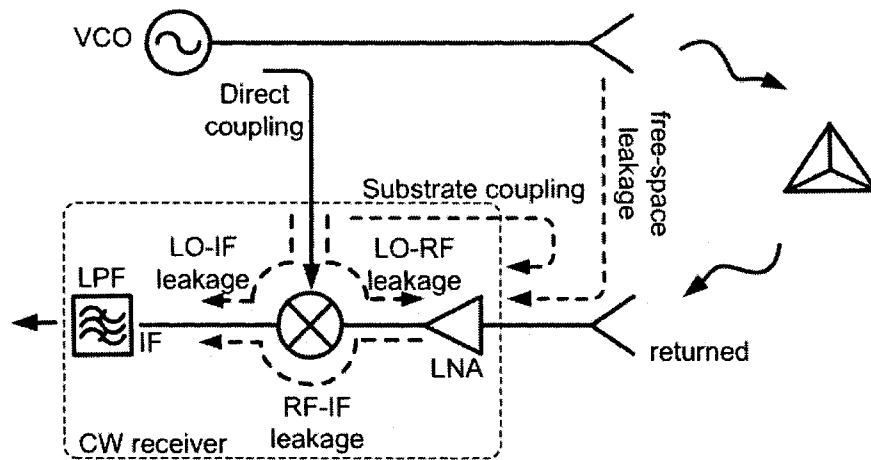 VCO
Direct
coupling
free-space
leakage
Substrate coupling
LO-IF
leakage
LO-RF
leakage
LPF
IF
LNA
returned
RF-IF
leakage
CW receiver